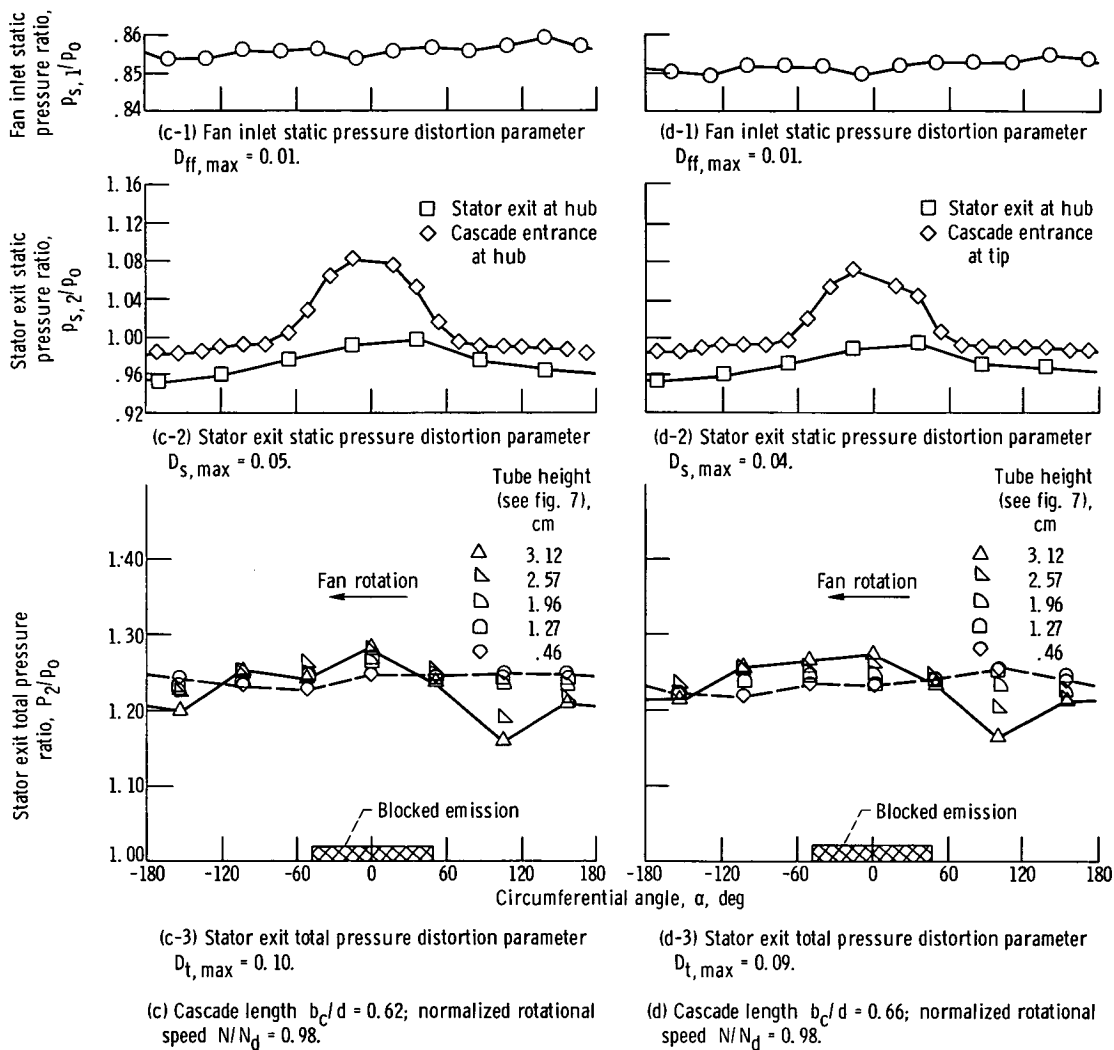 Fan inlet static
pressure ratio,
p_s,1/p_0
.86
.85
.84
(c-1) Fan inlet static pressure distortion parameter
D_ff, max = 0.01.
(d-1) Fan inlet static pressure distortion parameter
D_ff, max = 0.01.
Stator exit static
pressure ratio,
p_s,2/p_0
1.16
1.12
1.08
1.04
1.00
.96
.92
Stator exit at hub
Cascade entrance
at hub
Stator exit at hub
Cascade entrance
at tip
(c-2) Stator exit static pressure distortion parameter
D_s, max = 0.05.
(d-2) Stator exit static pressure distortion parameter
D_s, max = 0.04.
Stator exit total pressure
ratio, P_2/p_0
1.40
1.30
1.20
1.10
1.00
Tube height
(see fig. 7),
cm
3.12
2.57
1.96
1.27
.46
Fan rotation
Blocked emission
Tube height
(see fig. 7),
cm
3.12
2.57
1.96
1.27
.46
Fan rotation
Blocked emission
-180 -120 -60 0 60 120 180
-180 -120 -60 0 60 120 180
Circumferential angle, α, deg
(c-3) Stator exit total pressure distortion parameter
D_t, max = 0.10.
(d-3) Stator exit total pressure distortion parameter
D_t, max = 0.09.
(c) Cascade length b_c/d = 0.62; normalized rotational
speed N/N_d = 0.98.
(d) Cascade length b_c/d = 0.66; normalized rotational
speed N/N_d = 0.98.